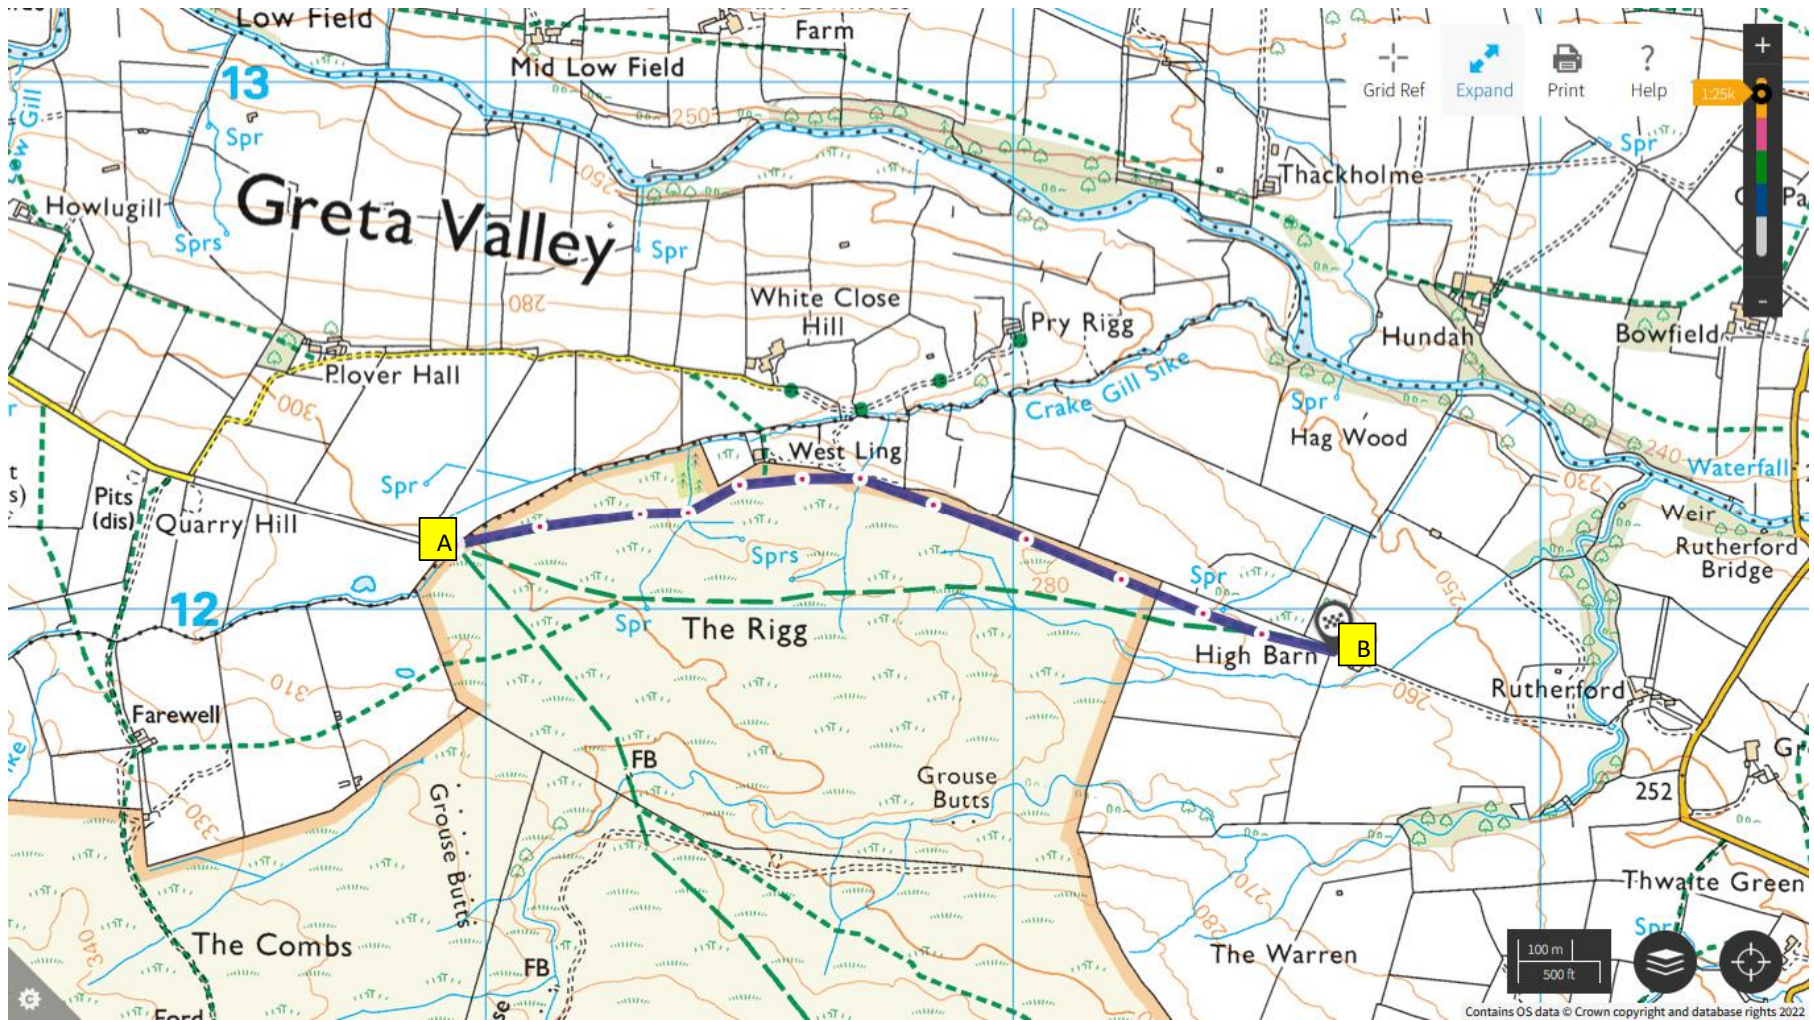 Low Field
Farm
Mid Low Field
13
250
Grid Ref
Expand
Print
Help
1:25k
+
-
Spr
Spr
Thackholme
Howlugill
Sprs
Greta Valley
250
Spr
280
White Close
Hill
Pry Rigg
Hundah
Bowfield
Plover Hall
300
Crake Gill Sike
Spr
Hag Wood
240
Waterfall
West Ling
230
Spr
Pits
(dis)
Quarry Hill
A
Weir
Rutherford
Bridge
Sprs
280
Spr
250
12
Spr
The Rigg
High Barn
B
310
260
Rutherford
Farewell
FB
Grouse
Butts
252
330
Grouse Butts
270
280
Thwaite Green
340
The Combs
FB
The Warren
Spr
100 m
500 ft
Ford
Contains OS data © Crown copyright and database rights 2022